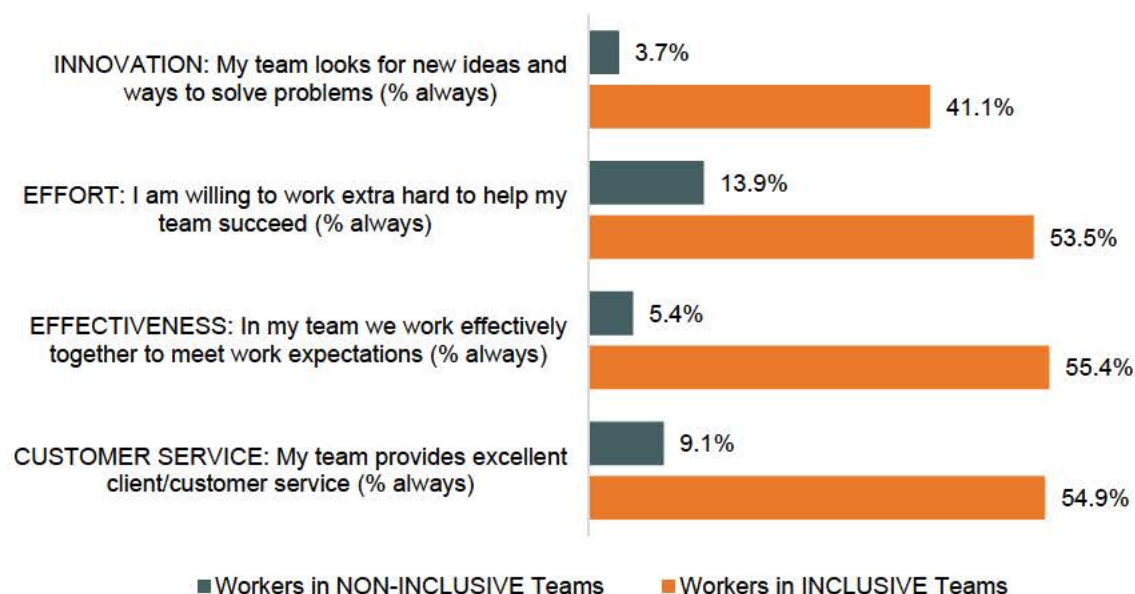 INNOVATION: My team looks for new ideas and
ways to solve problems (% always)
3.7%
41.1%
EFFORT: I am willing to work extra hard to help my
team succeed (% always)
13.9%
53.5%
EFFECTIVENESS: In my team we work effectively
together to meet work expectations (% always)
5.4%
55.4%
CUSTOMER SERVICE: My team provides excellent
client/customer service (% always)
9.1%
54.9%
Workers in NON-INCLUSIVE Teams
Workers in INCLUSIVE Teams